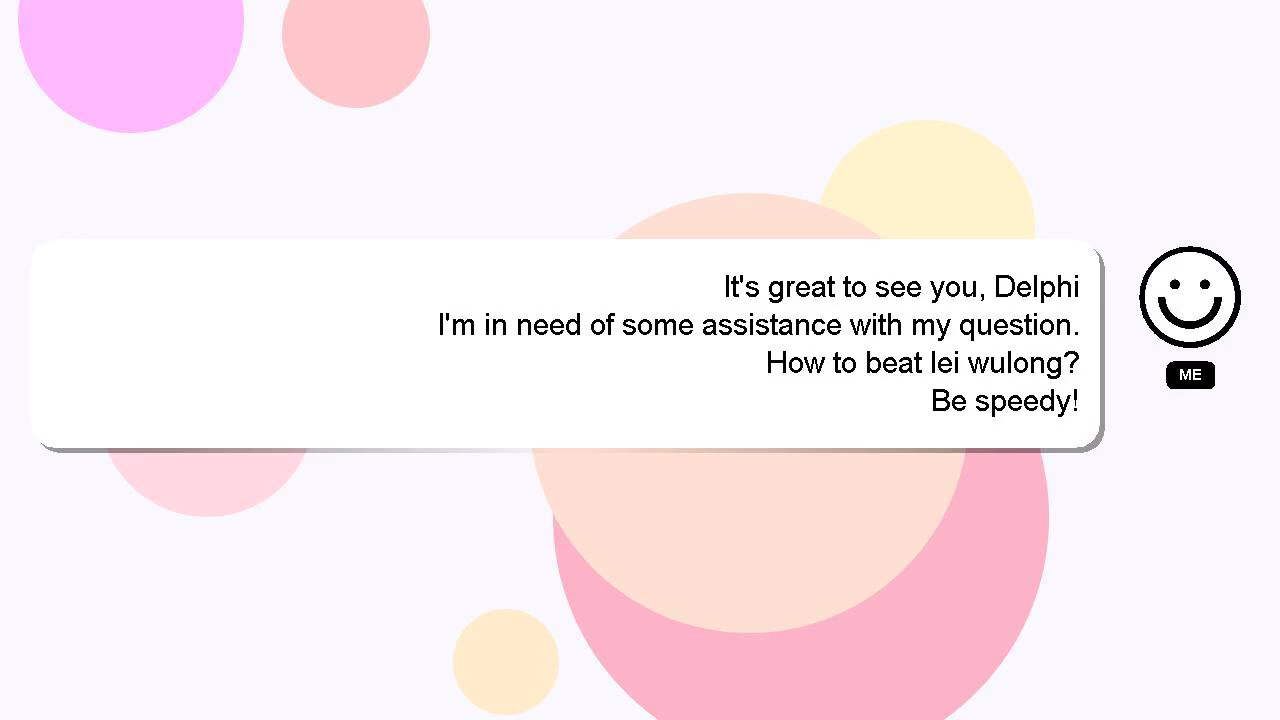 It's great to see you, Delphi
I'm in need of some assistance with my question.
How to beat lei wulong?
Be speedy!
ME